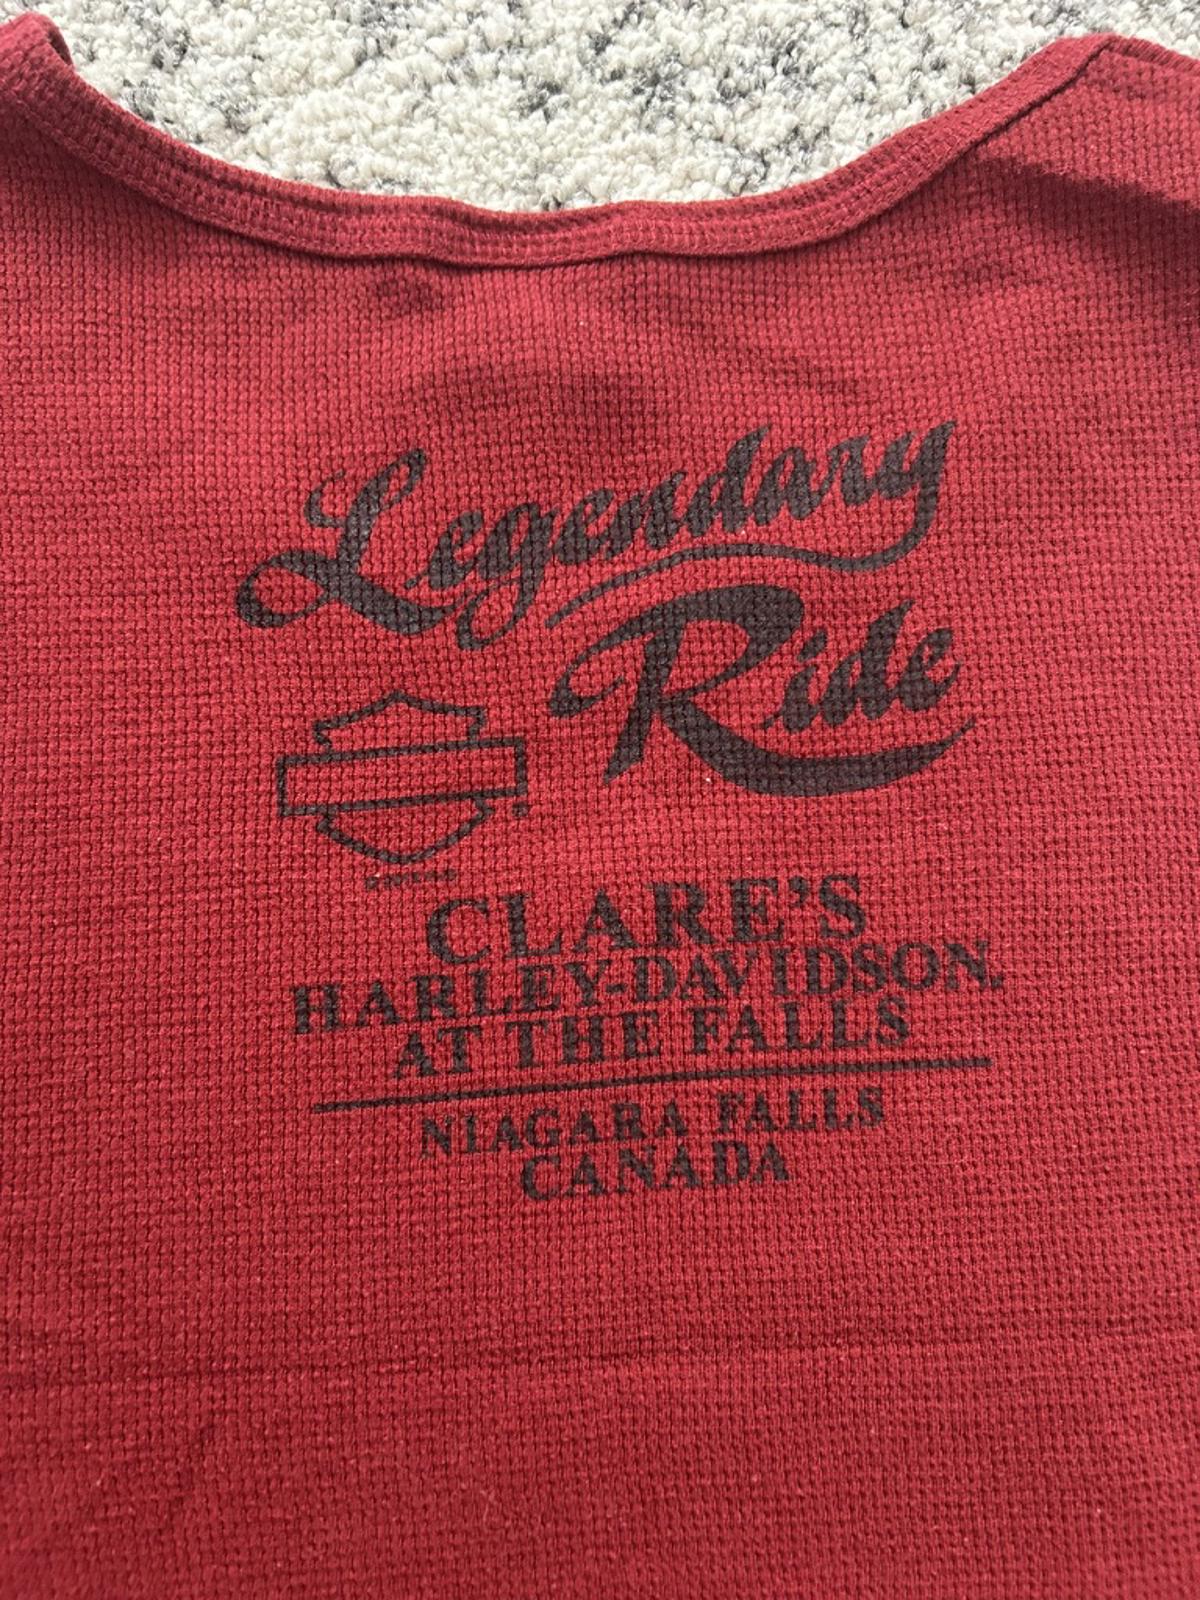 Legendary
Ride
CLARE'S
HARLEY-DAVIDSON
AT THE FALLS
NIAGARA FALLS
CANADA